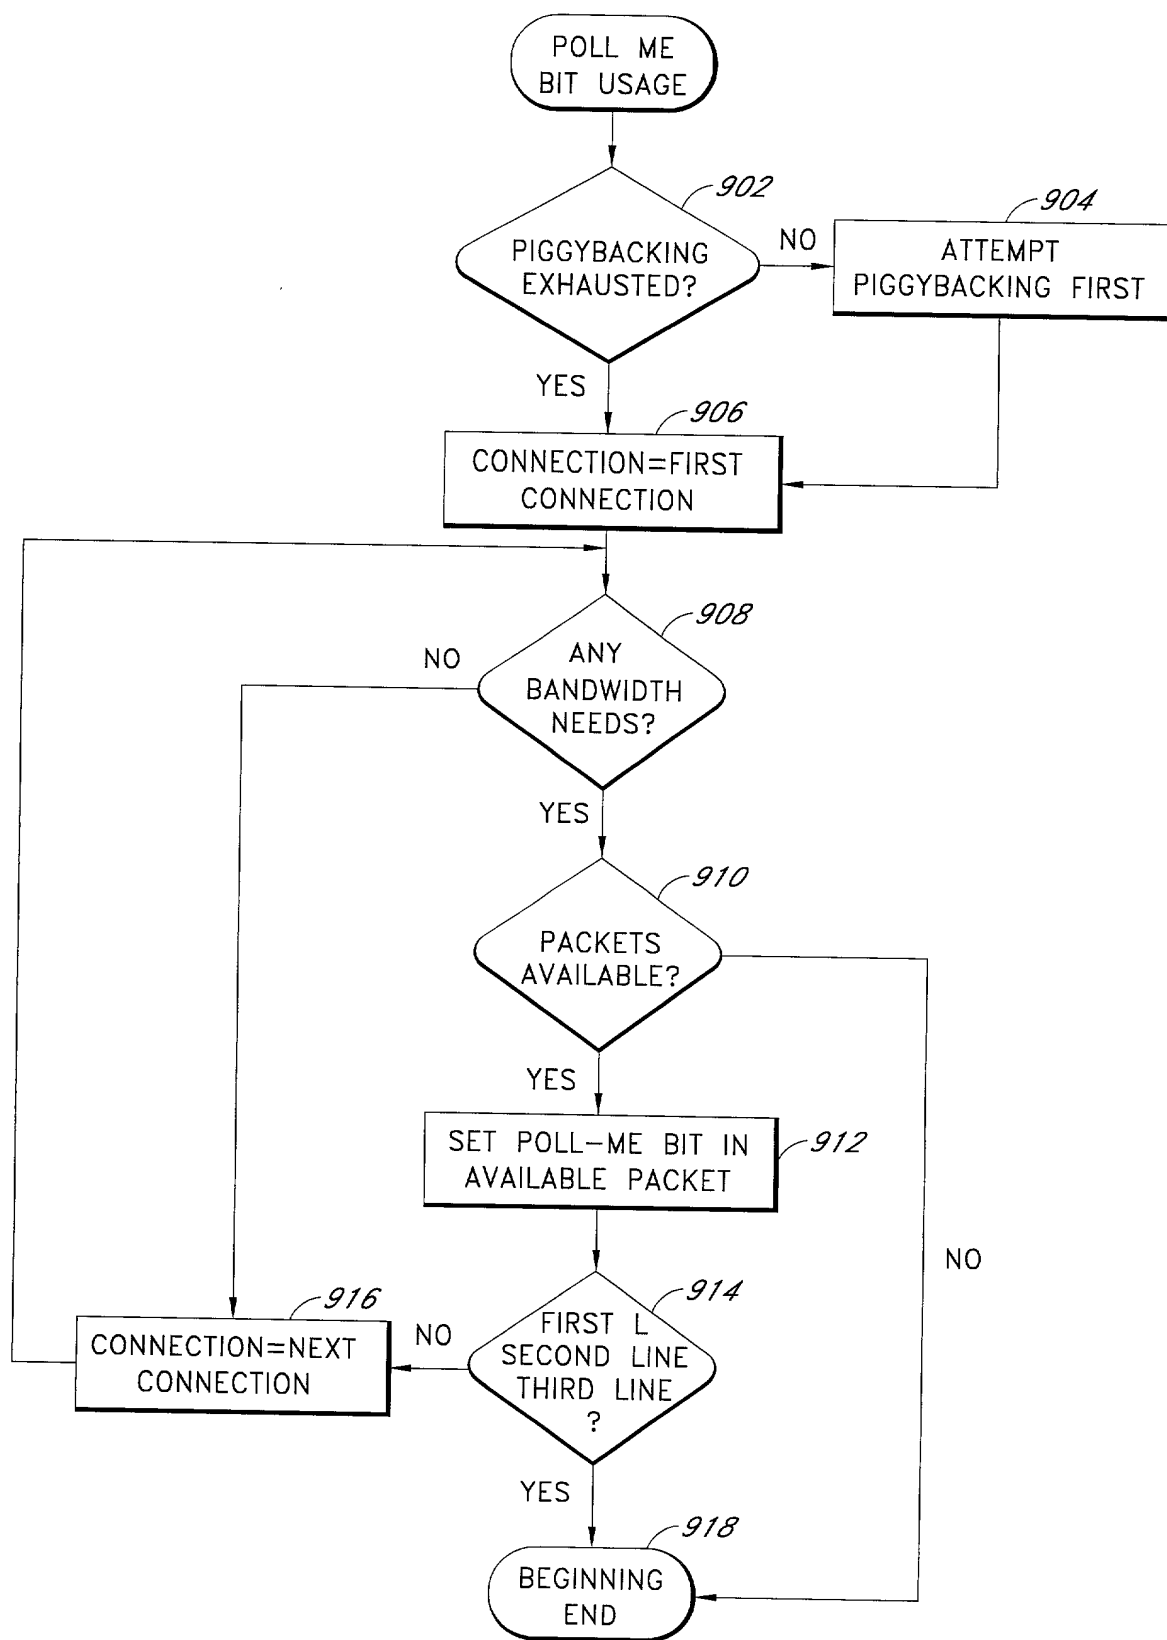 POLL ME
BIT USAGE
902
PIGGYBACKING
EXHAUSTED?
NO
904
ATTEMPT
PIGGYBACKING FIRST
YES
906
CONNECTION=FIRST
CONNECTION
908
NO
ANY
BANDWIDTH
NEEDS?
YES
910
PACKETS
AVAILABLE?
YES
SET POLL-ME BIT IN
AVAILABLE PACKET
912
NO
914
FIRST L
SECOND LINE
THIRD LINE
?
NO
916
CONNECTION=NEXT
CONNECTION
YES
918
BEGINNING
END